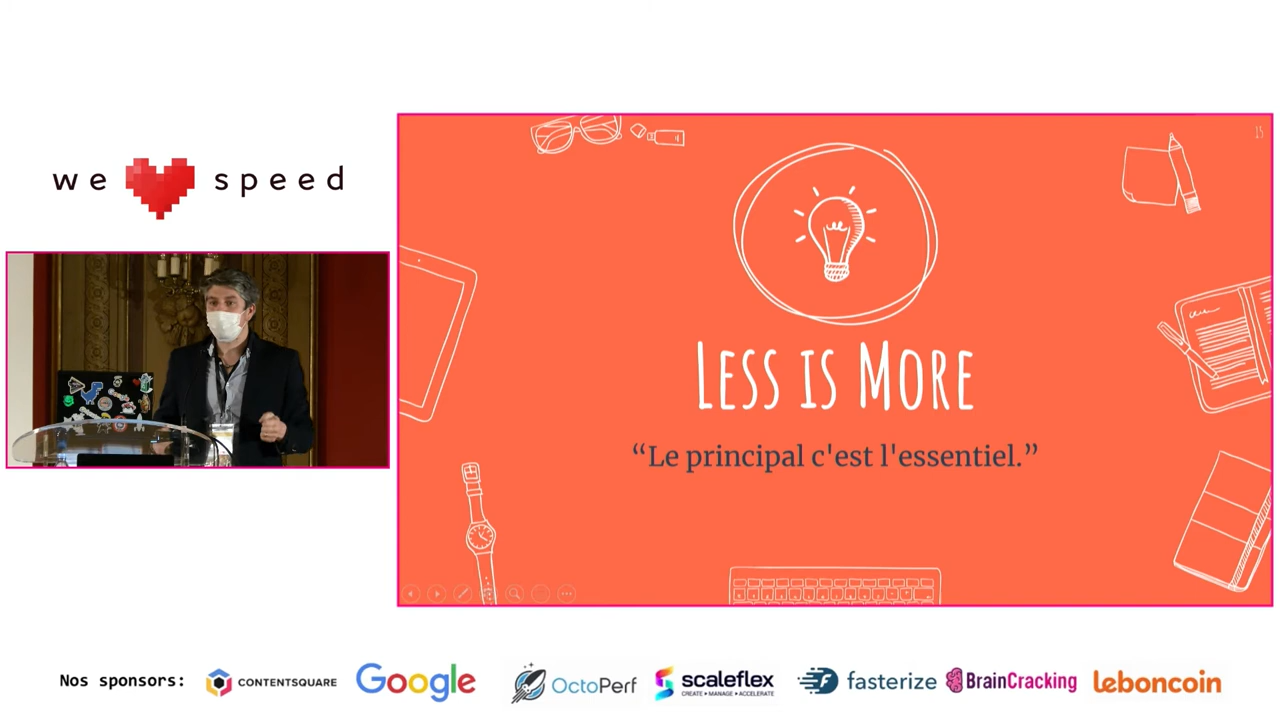 we speed
15
LESS IS MORE
“Le principal c'est l'essentiel.”
Nos sponsors:
CONTENTSQUARE
Google
OctoPerf
scaleflex
CREATE • MANAGE • ACCELERATE
fasterize
BrainCracking
leboncoin